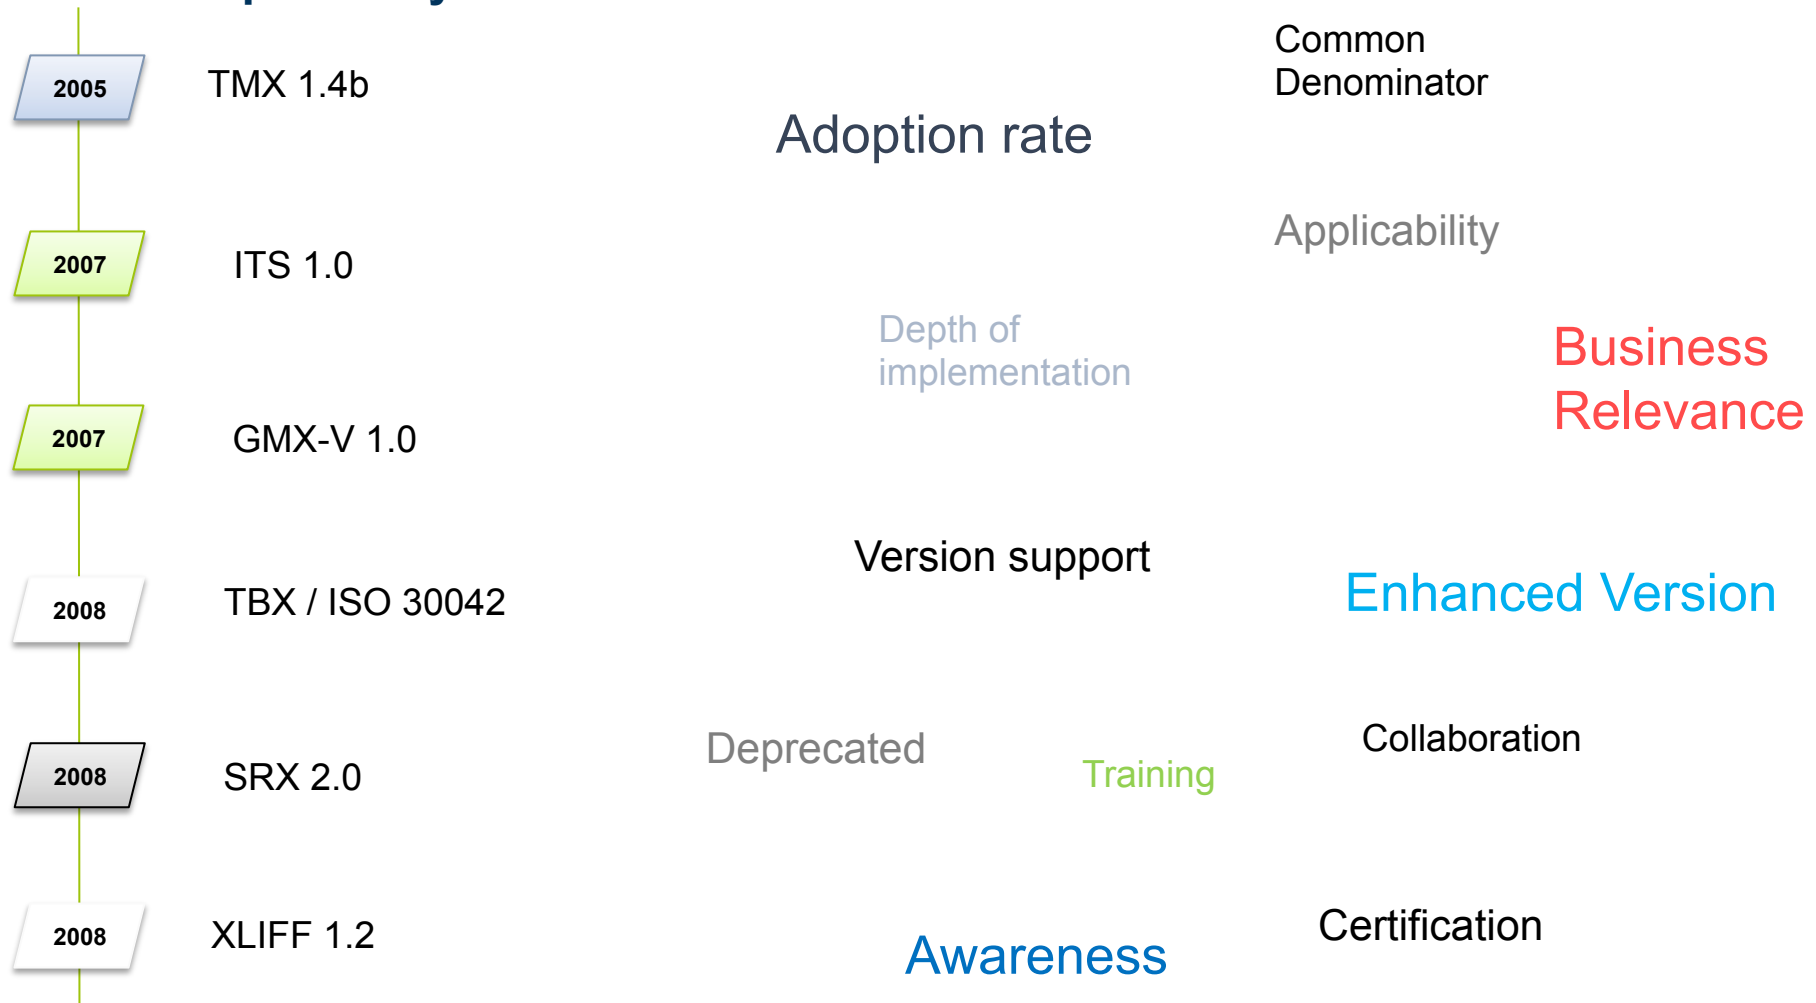 2005
TMX 1.4b
2007
ITS 1.0
2007
GMX-V 1.0
2008
TBX / ISO 30042
2008
SRX 2.0
2008
XLIFF 1.2
Common
Denominator
Adoption rate
Applicability
Depth of
implementation
Business
Relevance
Version support
Enhanced Version
Deprecated
Training
Collaboration
Certification
Awareness